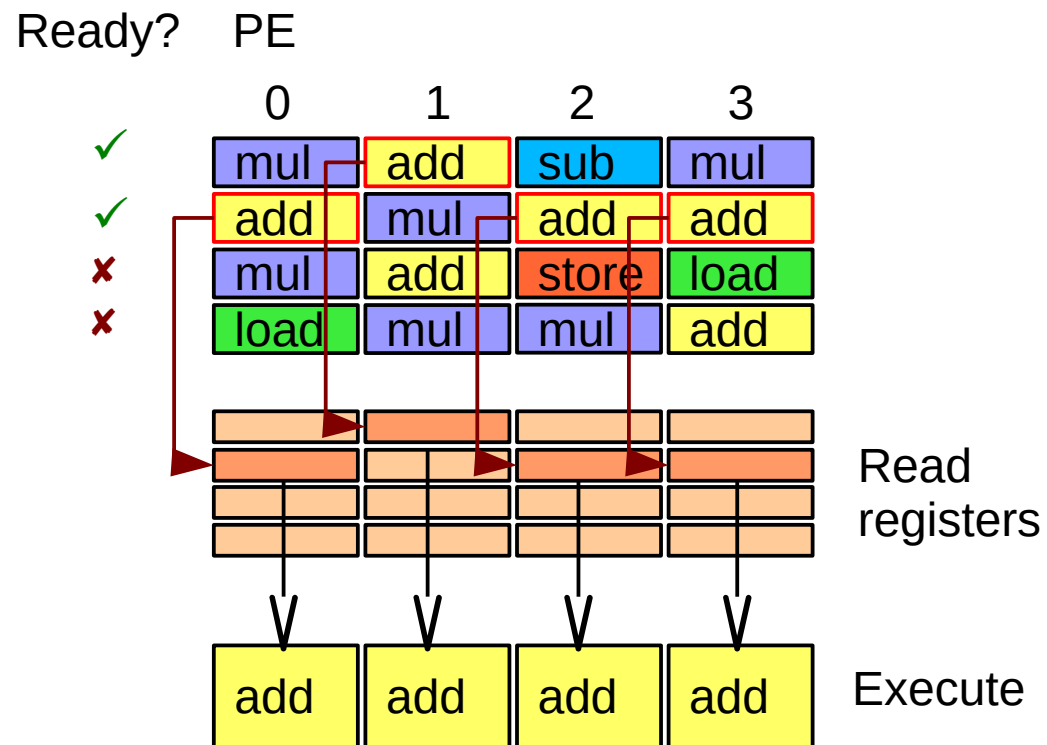 Ready? PE
0 1 2 3
✓ mul add sub mul
✓ add mul add add
✘ mul add store load
✘ load mul mul add
Read
registers
add add add add Execute